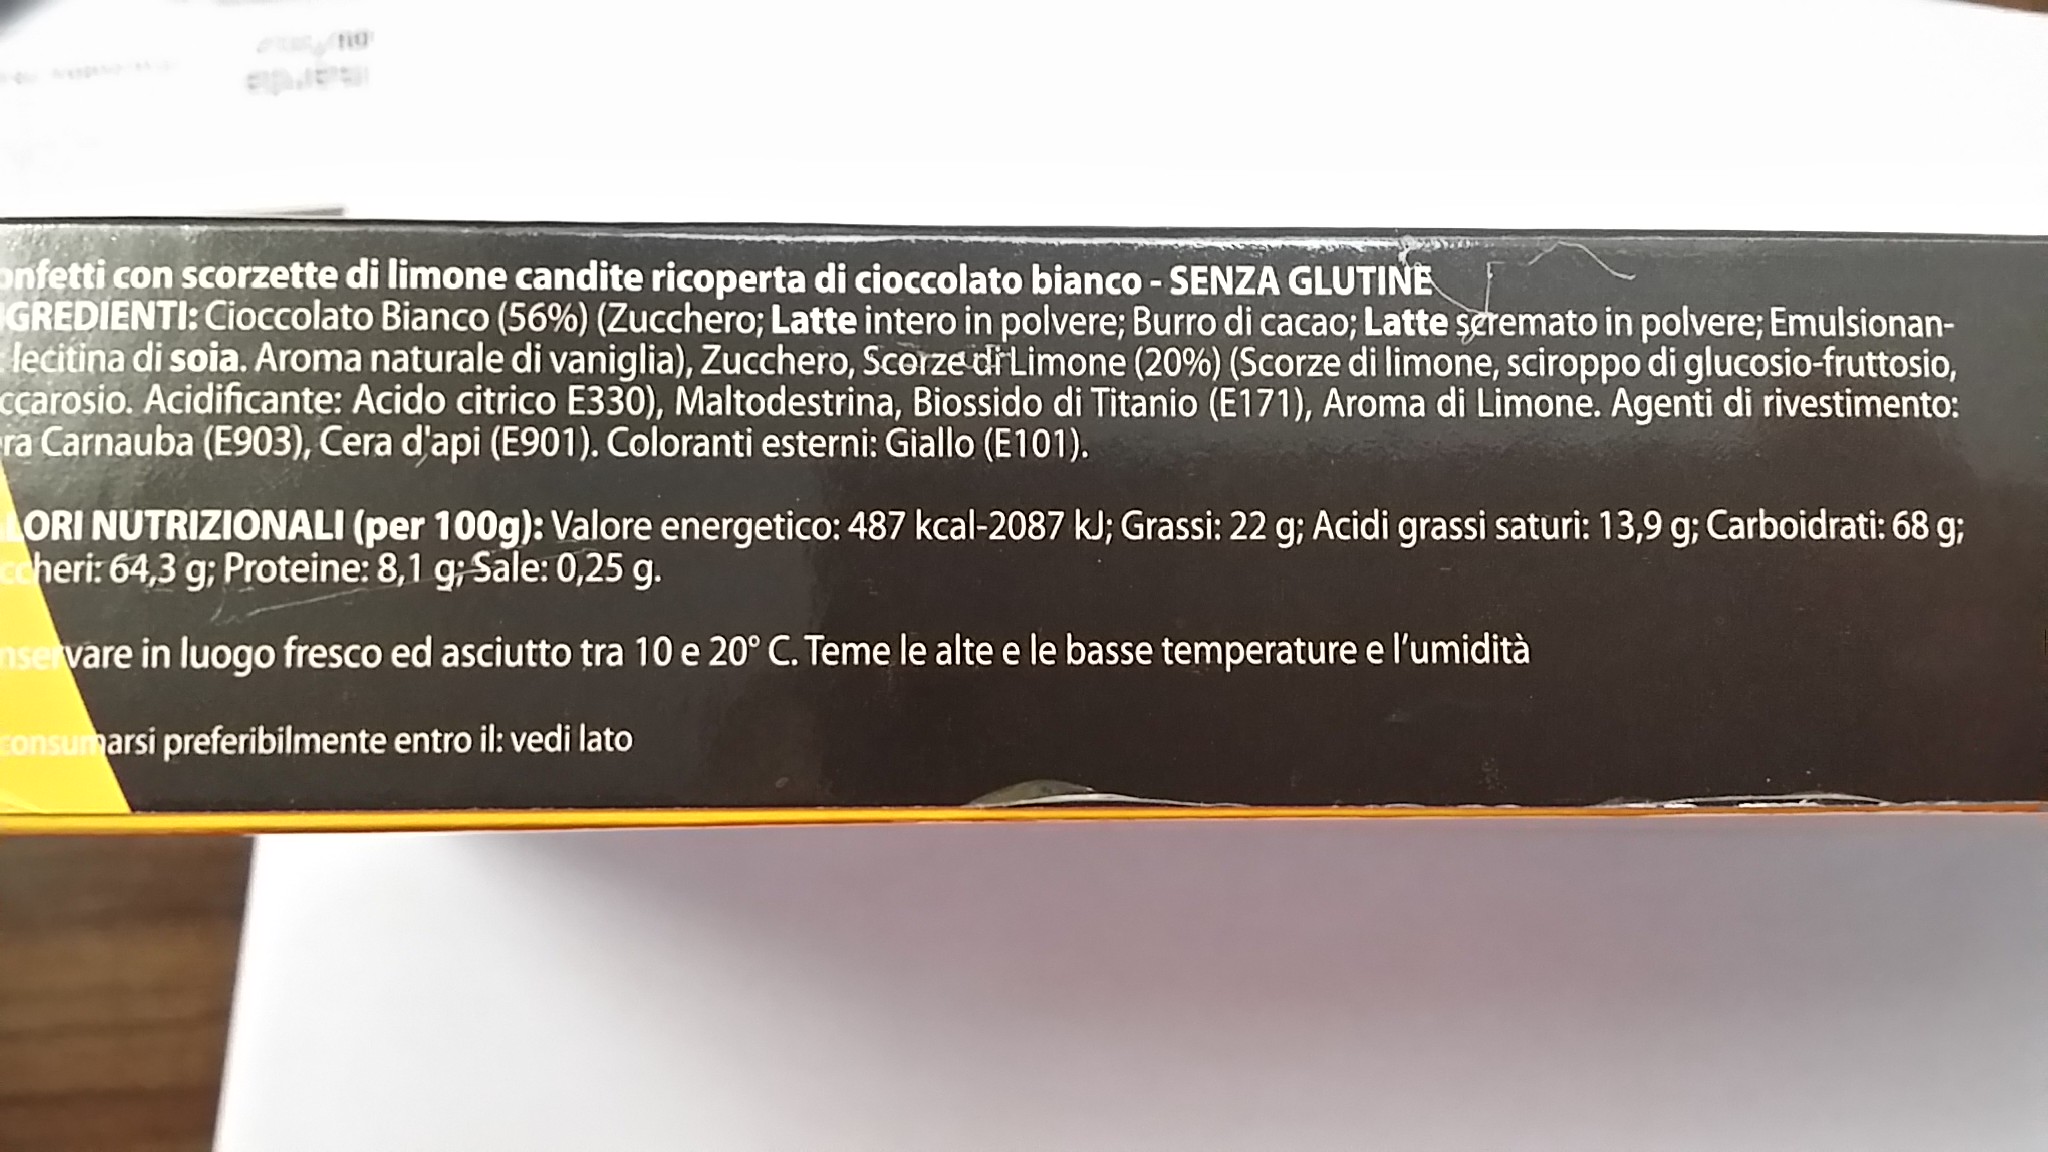 onfetti con scorzette di limone candite ricoperta di cioccolato bianco - SENZA GLUTINE
GREDIENTI: Cioccolato Bianco (56%) (Zucchero; Latte intero in polvere; Burro di cacao; Latte scremato in polvere; Emulsionan-
lecitina di soia. Aroma naturale di vaniglia), Zucchero, Scorze di Limone (20%) (Scorze di limone, sciroppo di glucosio-fruttosio,
ccarosio. Acidificante: Acido citrico E330), Maltodestrina, Biossido di Titanio (E171), Aroma di Limone. Agenti di rivestimento:
ra Carnauba (E903), Cera d'api (E901). Coloranti esterni: Giallo (E101).
LORI NUTRIZIONALI (per 100g): Valore energetico: 487 kcal-2087 kJ; Grassi: 22 g; Acidi grassi saturi: 13,9 g; Carboidrati: 68 g;
ccheri: 64,3 g; Proteine: 8,1 g; Sale: 0,25 g.
nservare in luogo fresco ed asciutto tra 10 e 20° C. Teme le alte e le basse temperature e l'umidità
consumarsi preferibilmente entro il: vedi lato